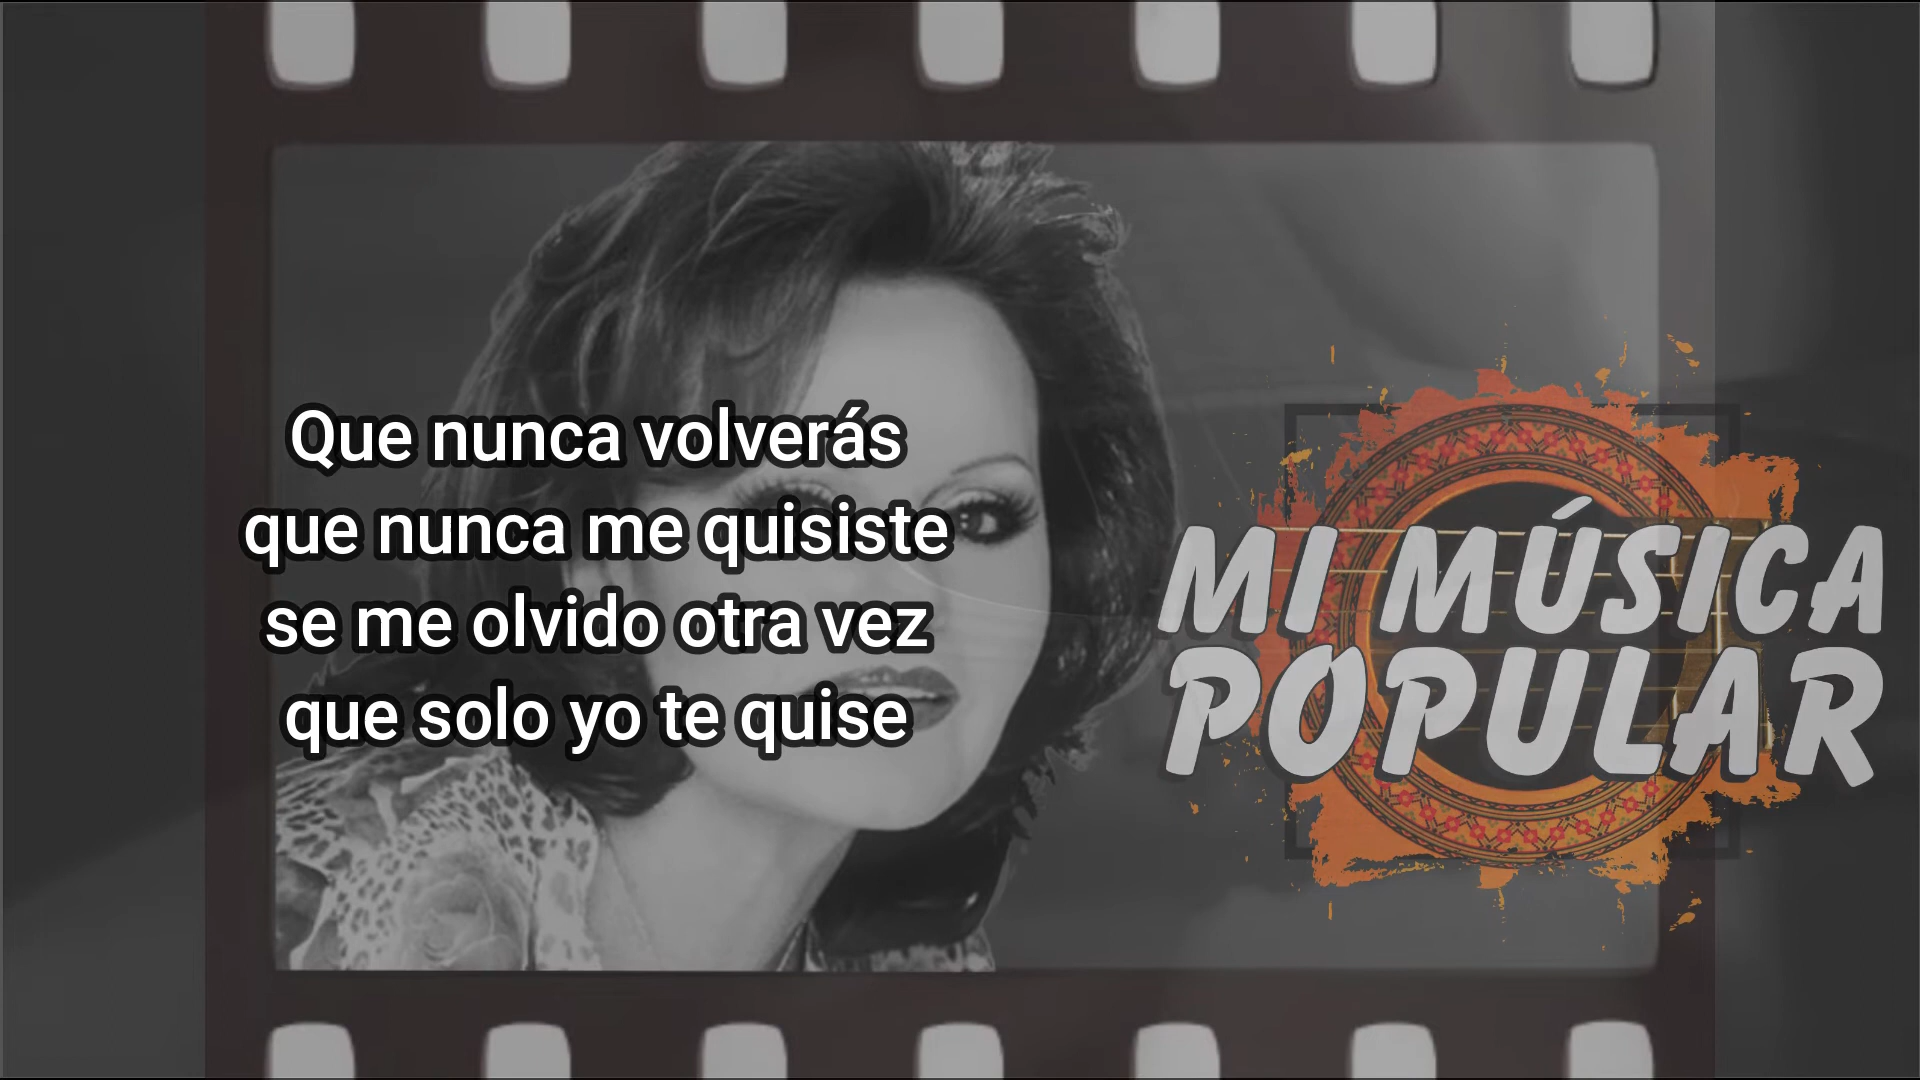 Que nunca volverás
que nunca me quisiste
se me olvido otra vez
que solo yo te quise
MI MÚSICA
POPULAR